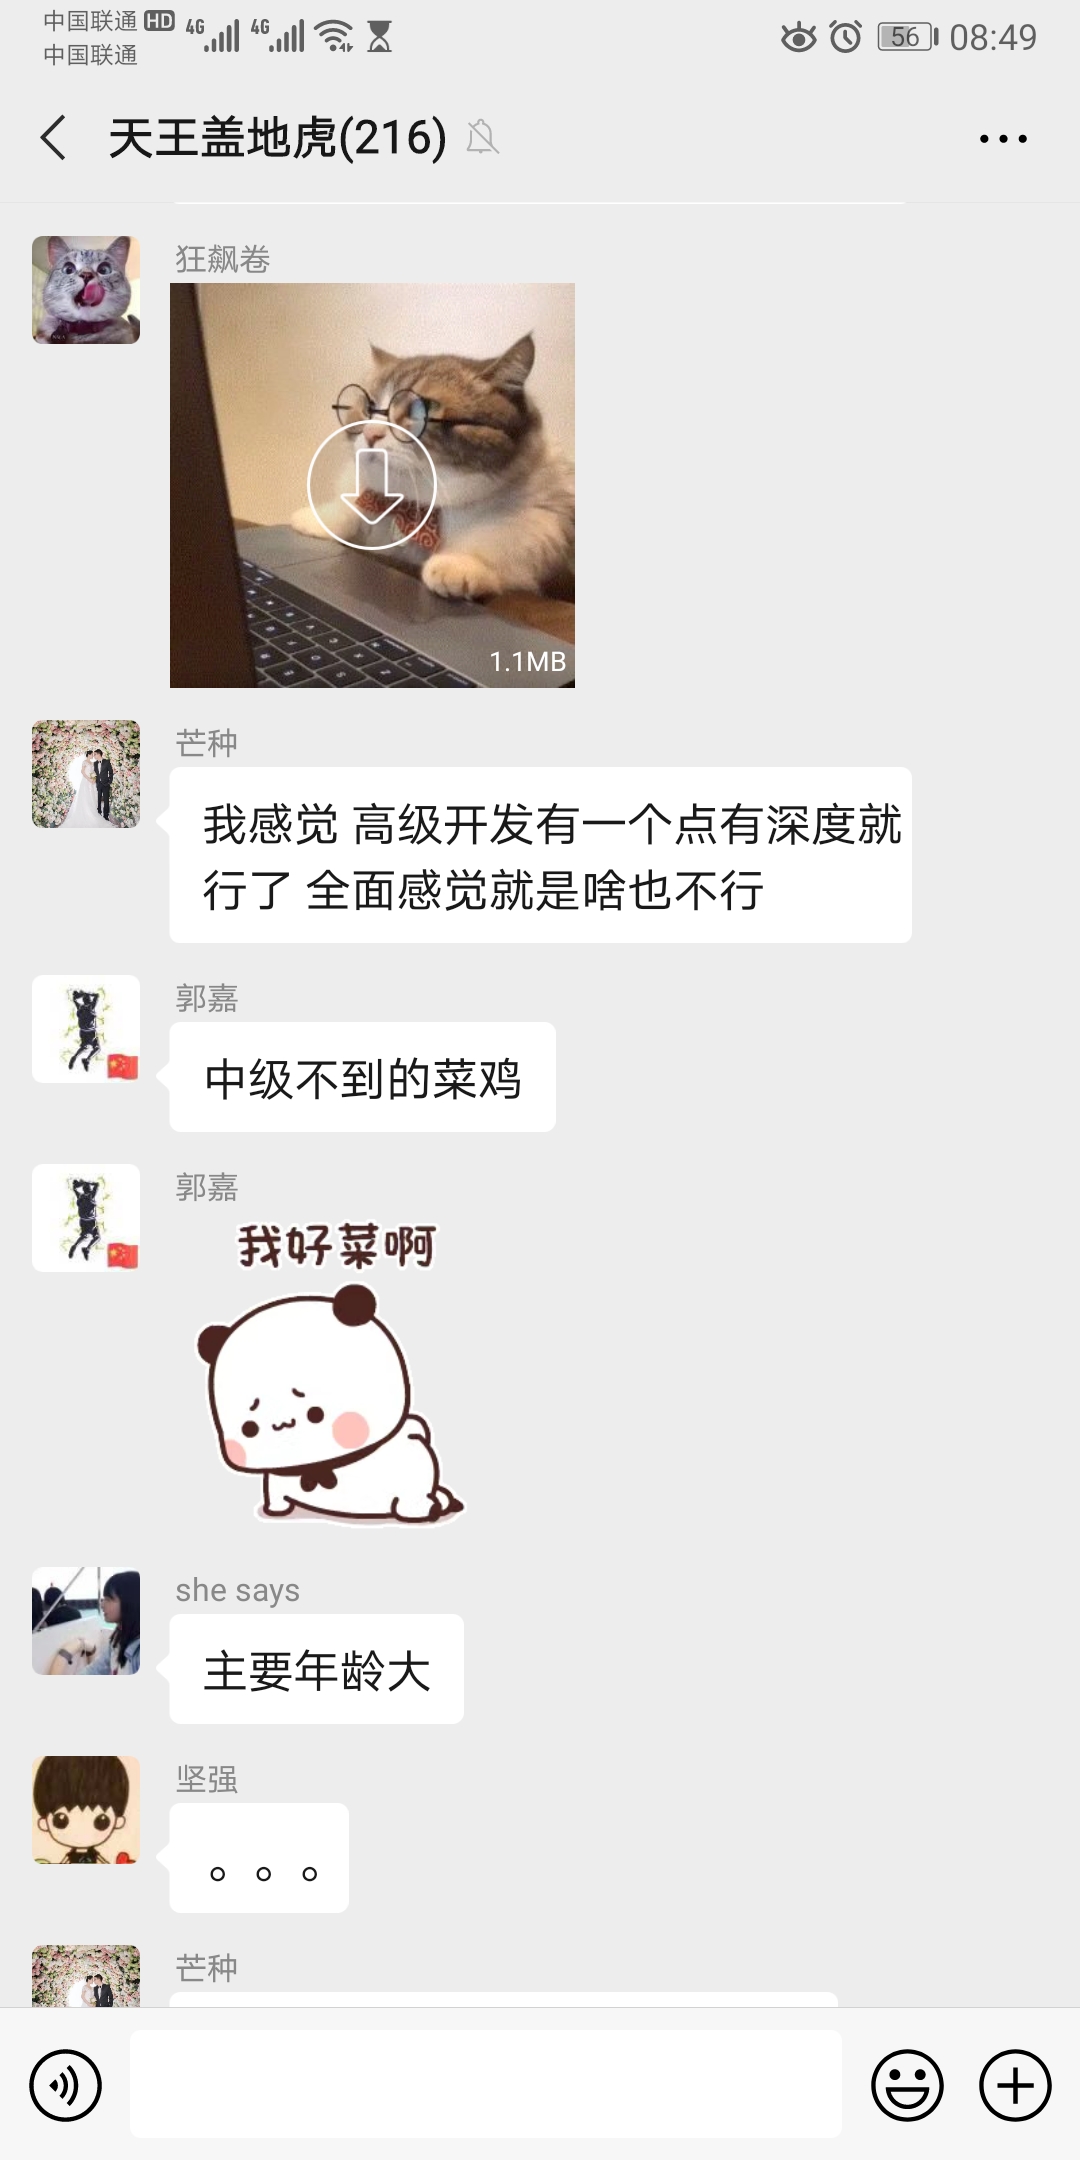 中国联通 HD 4G 4G 56 08:49
中国联通
天王盖地虎(216)
狂飙卷
1.1MB
芒种
我感觉 高级开发有一个点有深度就
行了 全面感觉就是啥也不行
郭嘉
中级不到的菜鸡
郭嘉
我好菜啊
she says
主要年龄大
坚强
。。。
芒种